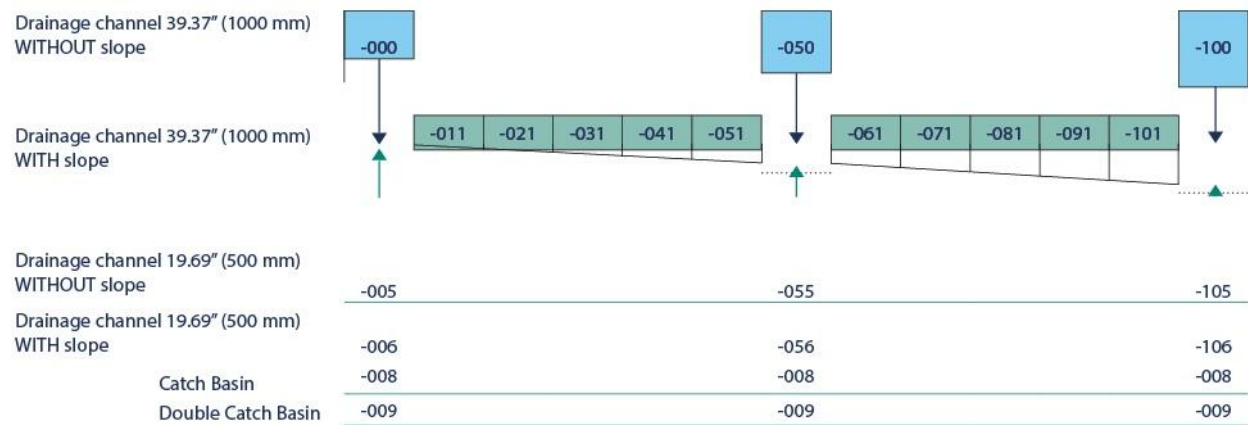 Drainage channel 39.37" (1000 mm)
WITHOUT slope
-000
-050
-100
Drainage channel 39.37" (1000 mm)
WITH slope
-011 -021 -031 -041 -051
-061 -071 -081 -091 -101
Drainage channel 19.69" (500 mm)
WITHOUT slope
-005 -055 -105
Drainage channel 19.69" (500 mm)
WITH slope
-006 -056 -106
Catch Basin -008 -008 -008
Double Catch Basin -009 -009 -009